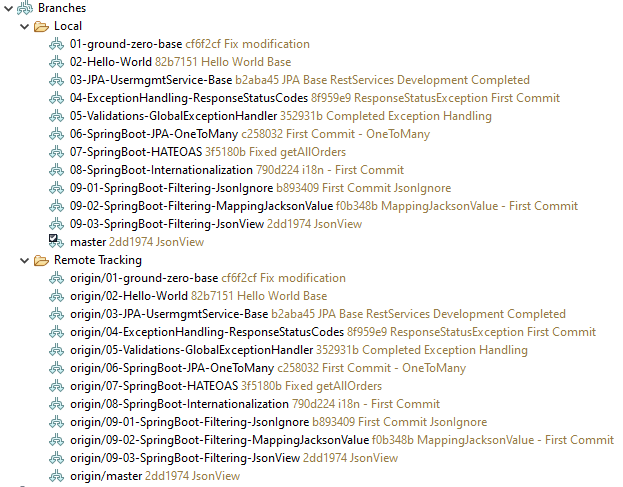 Branches
Local
01-ground-zero-base cf6f2cf Fix modification
02-Hello-World 82b7151 Hello World Base
03-JPA-UsermgmtService-Base b2aba45 JPA Base RestServices Development Completed
04-ExceptionHandling-ResponseStatusCodes 8f959e9 ResponseStatusException First Commit
05-Validations-GlobalExceptionHandler 352931b Completed Exception Handling
06-SpringBoot-JPA-OneToMany c258032 First Commit - OneToMany
07-SpringBoot-HATEOAS 3f5180b Fixed getAllOrders
08-SpringBoot-Internationalization 790d224 i18n - First Commit
09-01-SpringBoot-Filtering-JsonIgnore b893409 First Commit JsonIgnore
09-02-SpringBoot-Filtering-MappingJacksonValue f0b348b MappingJacksonValue - First Commit
09-03-SpringBoot-Filtering-JsonView 2dd1974 JsonView
master 2dd1974 JsonView
Remote Tracking
origin/01-ground-zero-base cf6f2cf Fix modification
origin/02-Hello-World 82b7151 Hello World Base
origin/03-JPA-UsermgmtService-Base b2aba45 JPA Base RestServices Development Completed
origin/04-ExceptionHandling-ResponseStatusCodes 8f959e9 ResponseStatusException First Commit
origin/05-Validations-GlobalExceptionHandler 352931b Completed Exception Handling
origin/06-SpringBoot-JPA-OneToMany c258032 First Commit - OneToMany
origin/07-SpringBoot-HATEOAS 3f5180b Fixed getAllOrders
origin/08-SpringBoot-Internationalization 790d224 i18n - First Commit
origin/09-01-SpringBoot-Filtering-JsonIgnore b893409 First Commit JsonIgnore
origin/09-02-SpringBoot-Filtering-MappingJacksonValue f0b348b MappingJacksonValue - First Commit
origin/09-03-SpringBoot-Filtering-JsonView 2dd1974 JsonView
origin/master 2dd1974 JsonView